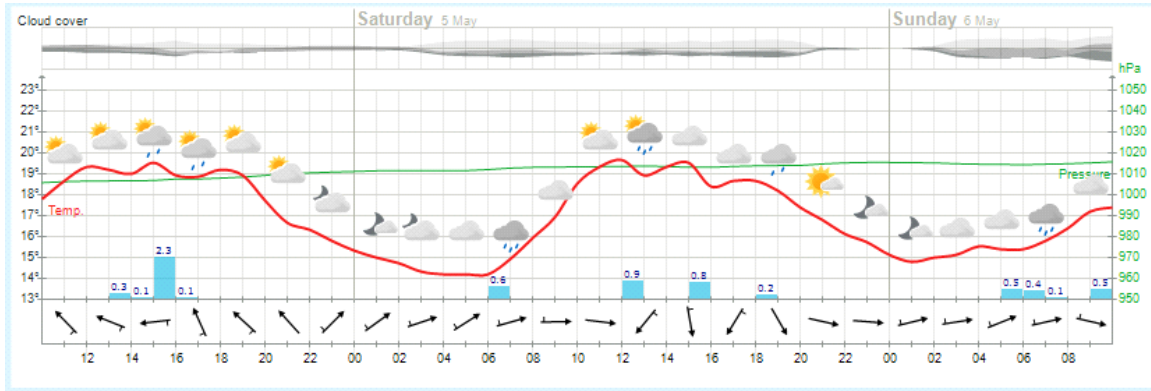 Cloud cover
Saturday 5 May
Sunday 6 May
hPa
23° 1050
22° 1040
21° 1030
20° 1020
19° 1010
Pressure
18° 1000
17° 990
Temp.
16° 980
15° 970
14° 960
13° 950
0.3 0.1 2.3 0.1 0.6 0.9 0.8 0.2 0.5 0.4 0.1 0.5
12 14 16 18 20 22 00 02 04 06 08 10 12 14 16 18 20 22 00 02 04 06 08